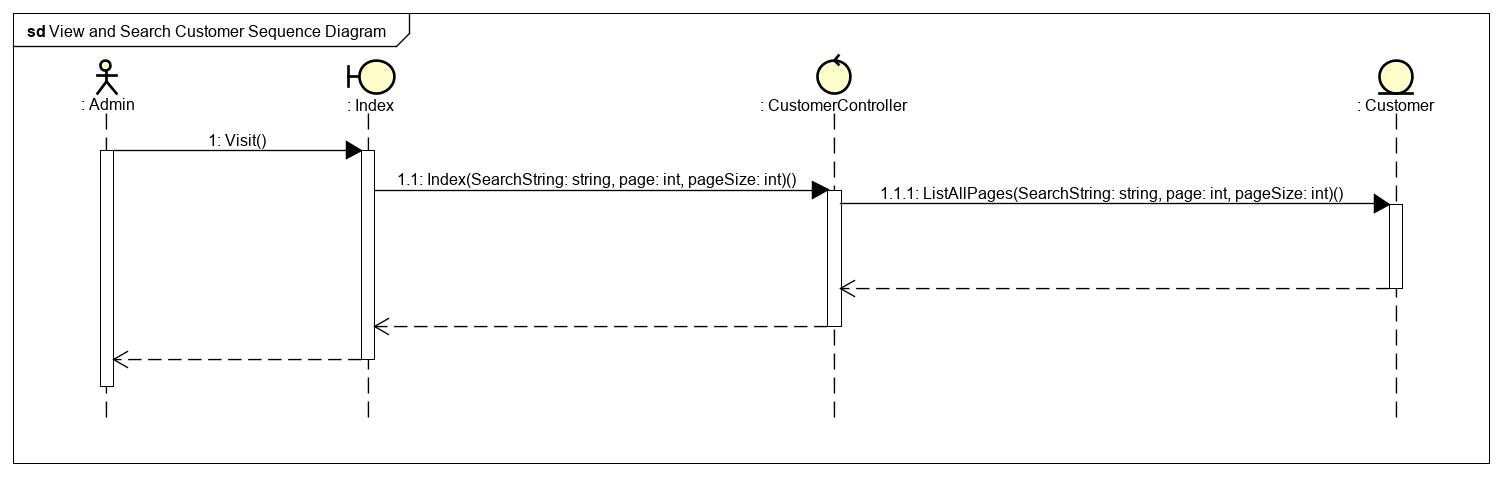 sd View and Search Customer Sequence Diagram
: Admin
: Index
: CustomerController
: Customer
1: Visit()
1.1: Index(SearchString: string, page: int, pageSize: int)()
1.1.1: ListAllPages(SearchString: string, page: int, pageSize: int)()